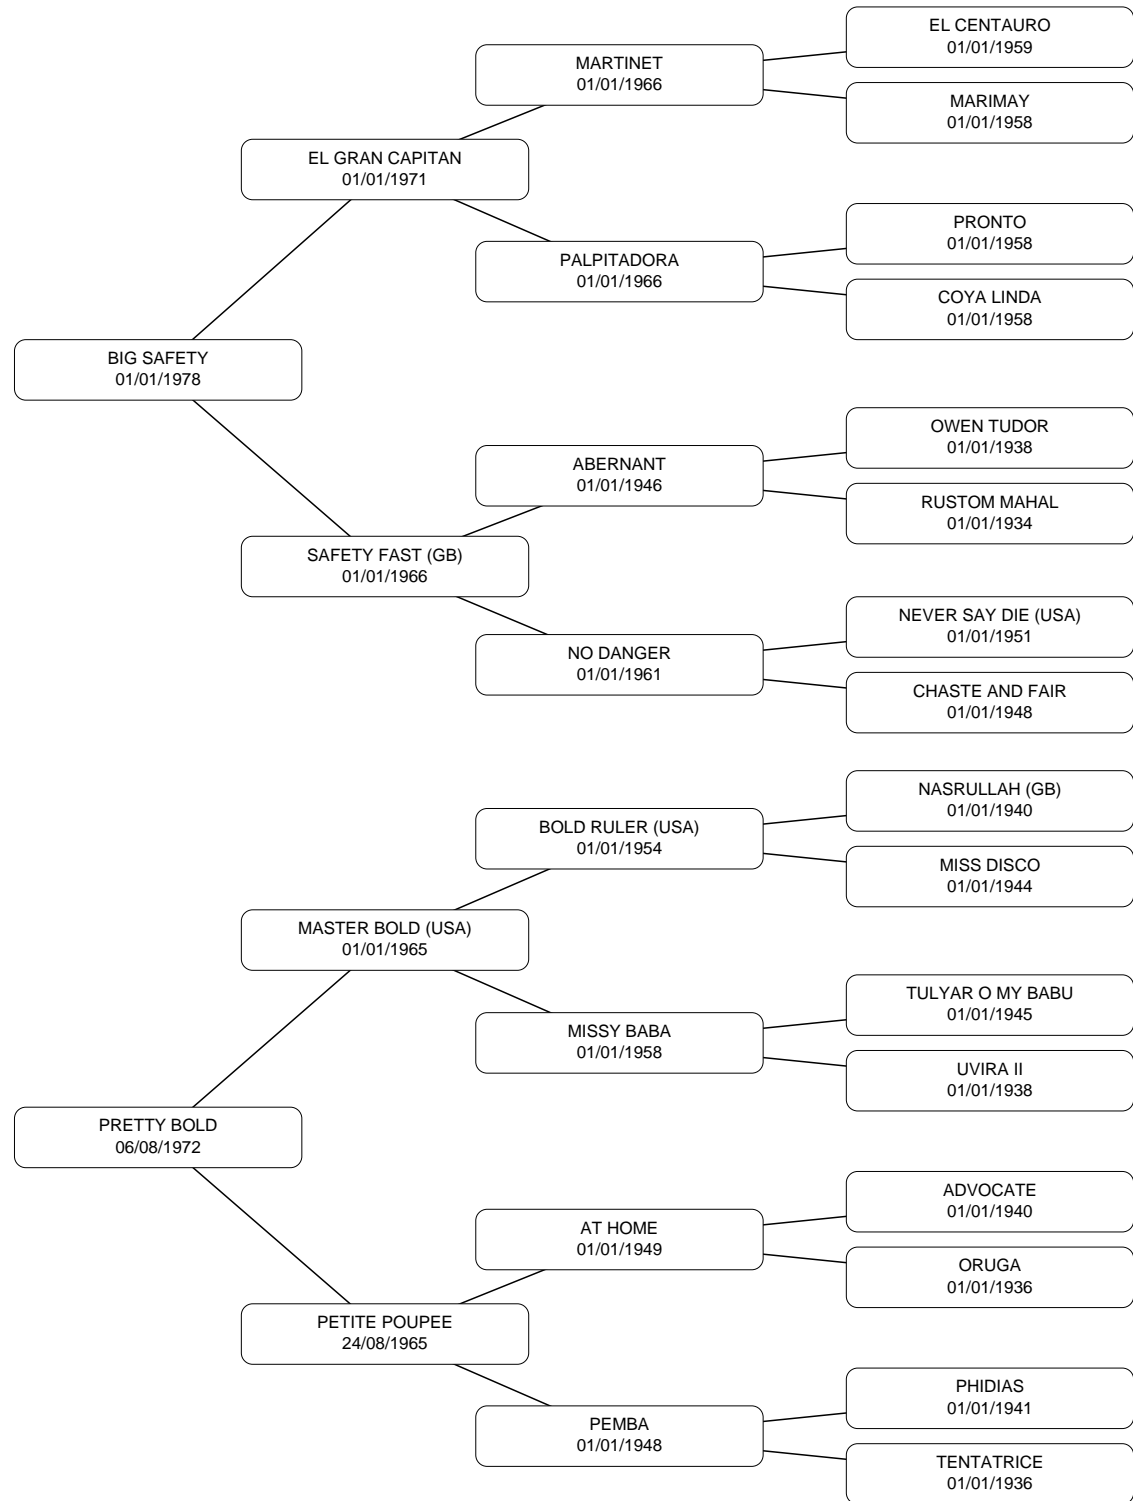 EL CENTAURO
01/01/1959
MARTINET
01/01/1966
MARIMAY
01/01/1958
EL GRAN CAPITAN
01/01/1971
PRONTO
01/01/1958
PALPITADORA
01/01/1966
COYA LINDA
01/01/1958
BIG SAFETY
01/01/1978
OWEN TUDOR
01/01/1938
ABERNANT
01/01/1946
RUSTOM MAHAL
01/01/1934
SAFETY FAST (GB)
01/01/1966
NEVER SAY DIE (USA)
01/01/1951
NO DANGER
01/01/1961
CHASTE AND FAIR
01/01/1948
NASRULLAH (GB)
01/01/1940
BOLD RULER (USA)
01/01/1954
MISS DISCO
01/01/1944
MASTER BOLD (USA)
01/01/1965
TULYAR O MY BABU
01/01/1945
MISSY BABA
01/01/1958
UVIRA II
01/01/1938
PRETTY BOLD
06/08/1972
ADVOCATE
01/01/1940
AT HOME
01/01/1949
ORUGA
01/01/1936
PETITE POUPEE
24/08/1965
PHIDIAS
01/01/1941
PEMBA
01/01/1948
TENTATRICE
01/01/1936